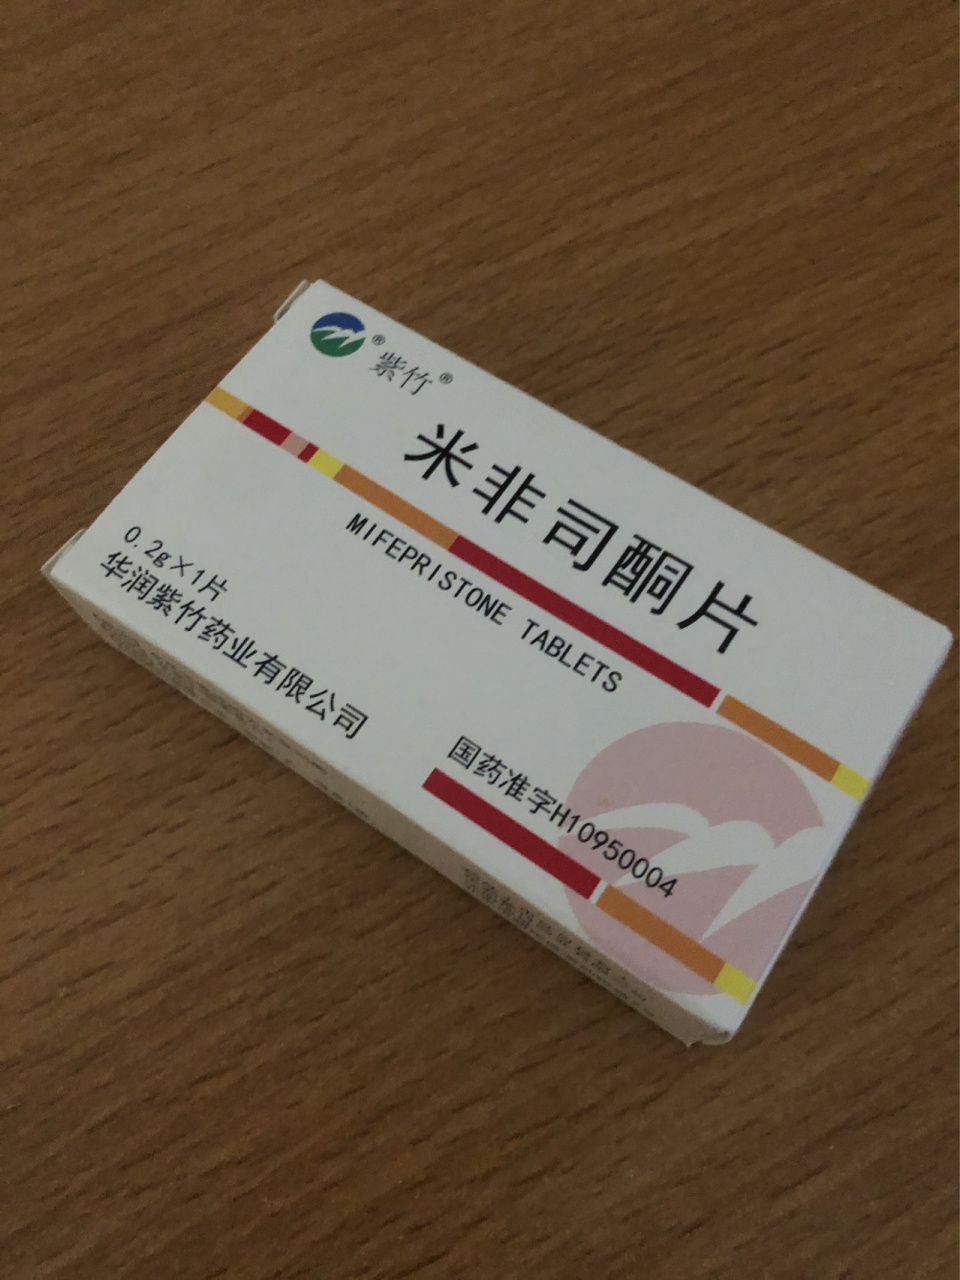 ® 紫竹®
米非司酮片
MIFEPRISTONE TABLETS
0.2g×1片
华润紫竹药业有限公司
国药准字H10950004